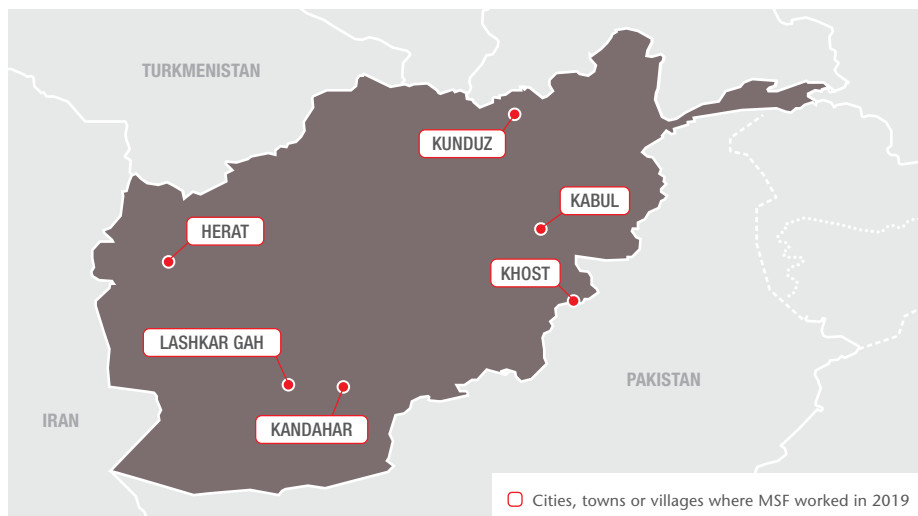 TURKMENISTAN
KUNDUZ
KABUL
HERAT
KHOST
LASHKAR GAH
PAKISTAN
IRAN
KANDAHAR
Cities, towns or villages where MSF worked in 2019